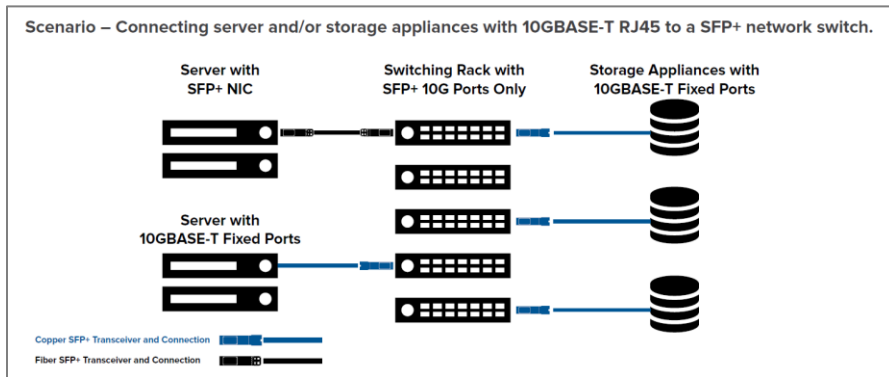 Scenario – Connecting server and/or storage appliances with 10GBASE-T RJ45 to a SFP+ network switch.
Server with
SFP+ NIC
Switching Rack with
SFP+ 10G Ports Only
Storage Appliances with
10GBASE-T Fixed Ports
Server with
10GBASE-T Fixed Ports
Copper SFP+ Transceiver and Connection
Fiber SFP+ Transceiver and Connection